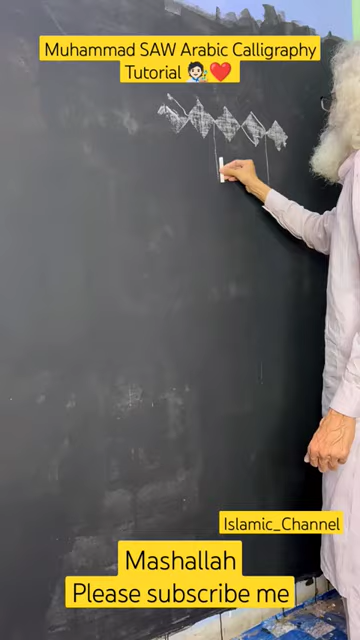 Muhammad SAW Arabic Calligraphy
Tutorial 🧑🏻‍🎨❤️
Islamic_Channel
Mashallah
Please subscribe me